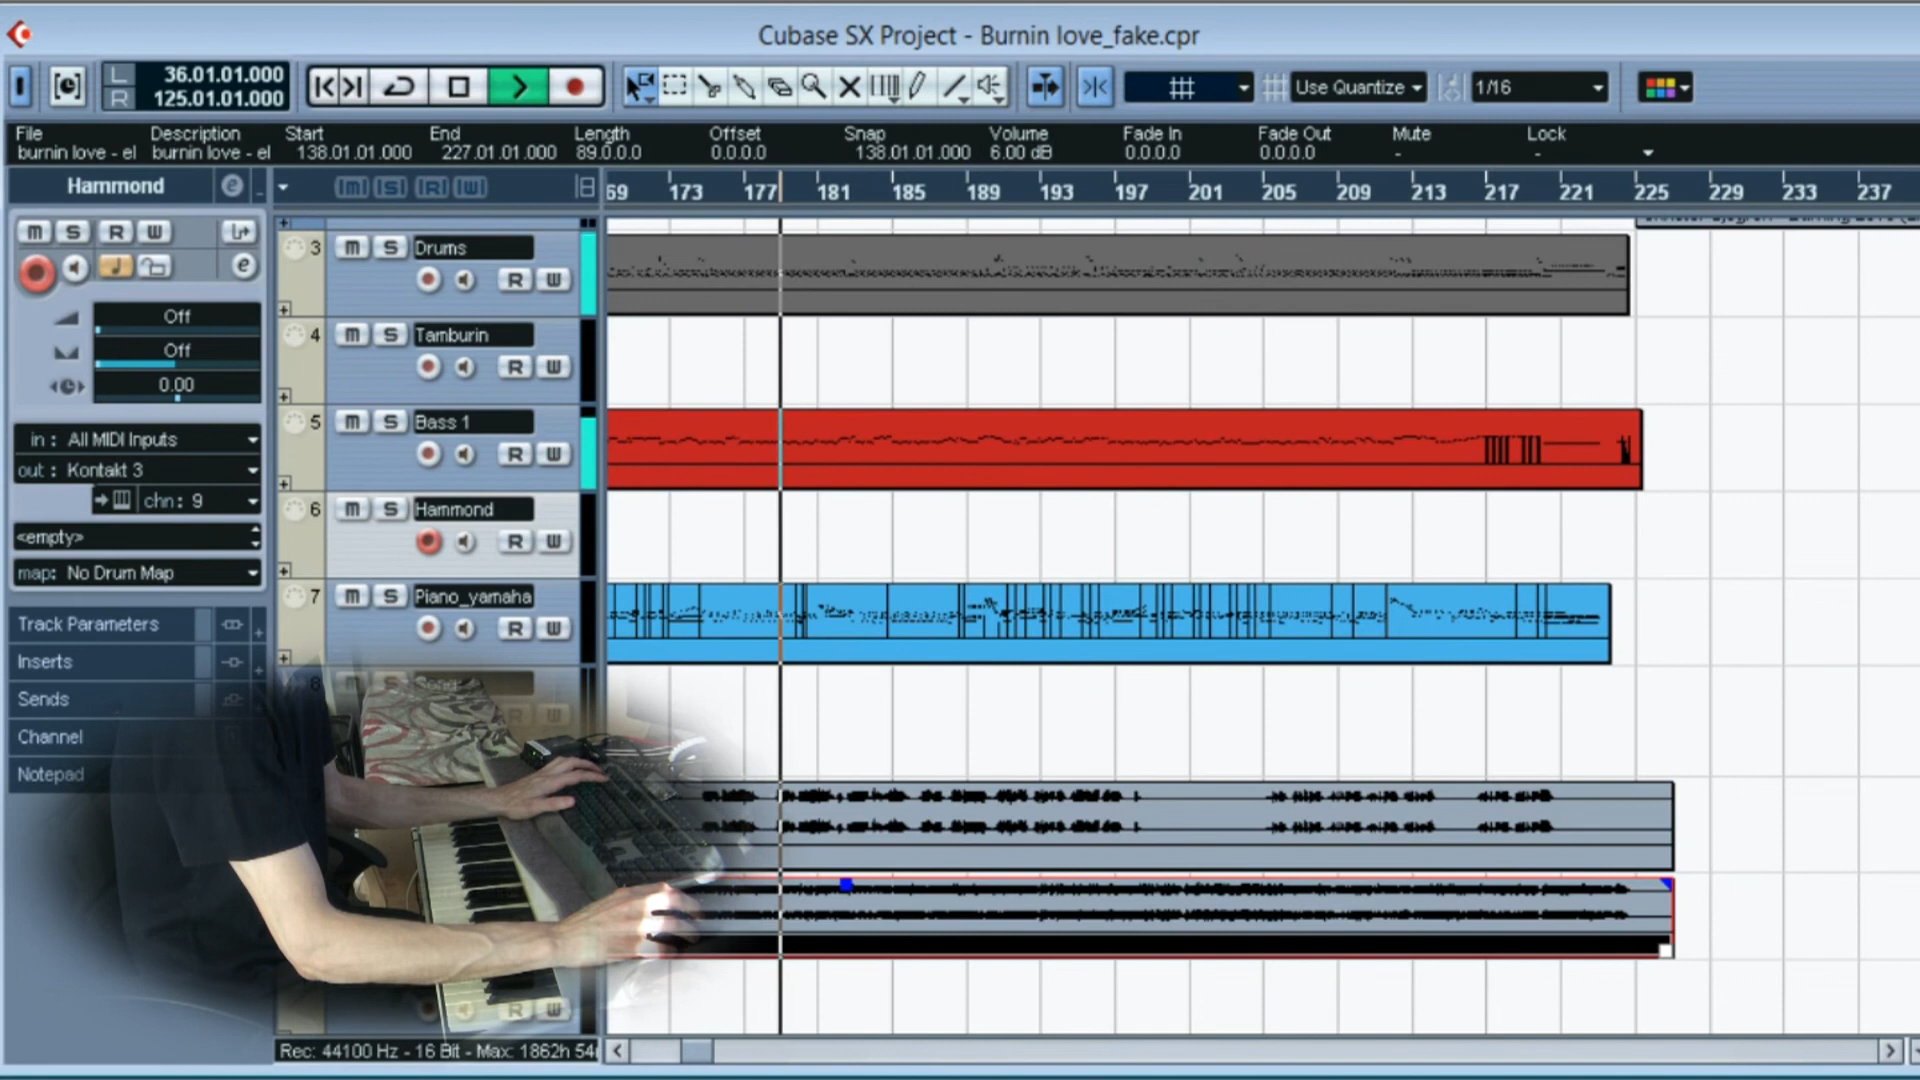 Cubase SX Project - Burnin love_fake.cpr
L 36.01.01.000
R 125.01.01.000
Use Quantize
1/16
File Description Start End Length Offset Snap Volume Fade In Fade Out Mute Lock
burnin love - el burnin love - el 138.01.01.000 227.01.01.000 89.0.0.0 0.0.0.0 138.01.01.000 6.00 dB 0.0.0.0 0.0.0.0 - -
Hammond
69 173 177 181 185 189 193 197 201 205 209 213 217 221 225 229 233 237
M S R W
Off
Off
0.00
in : All MIDI Inputs
out : Kontakt 3
chn: 9
<empty>
map: No Drum Map
Track Parameters
Inserts
Sends
Channel
Notepad
3 M S Drums
R W
4 M S Tamburin
R W
5 M S Bass 1
R W
6 M S Hammond
R W
7 M S Piano_yamaha
R W
8 M S
R W
R W
Rec: 44100 Hz - 16 Bit - Max: 1862h 54